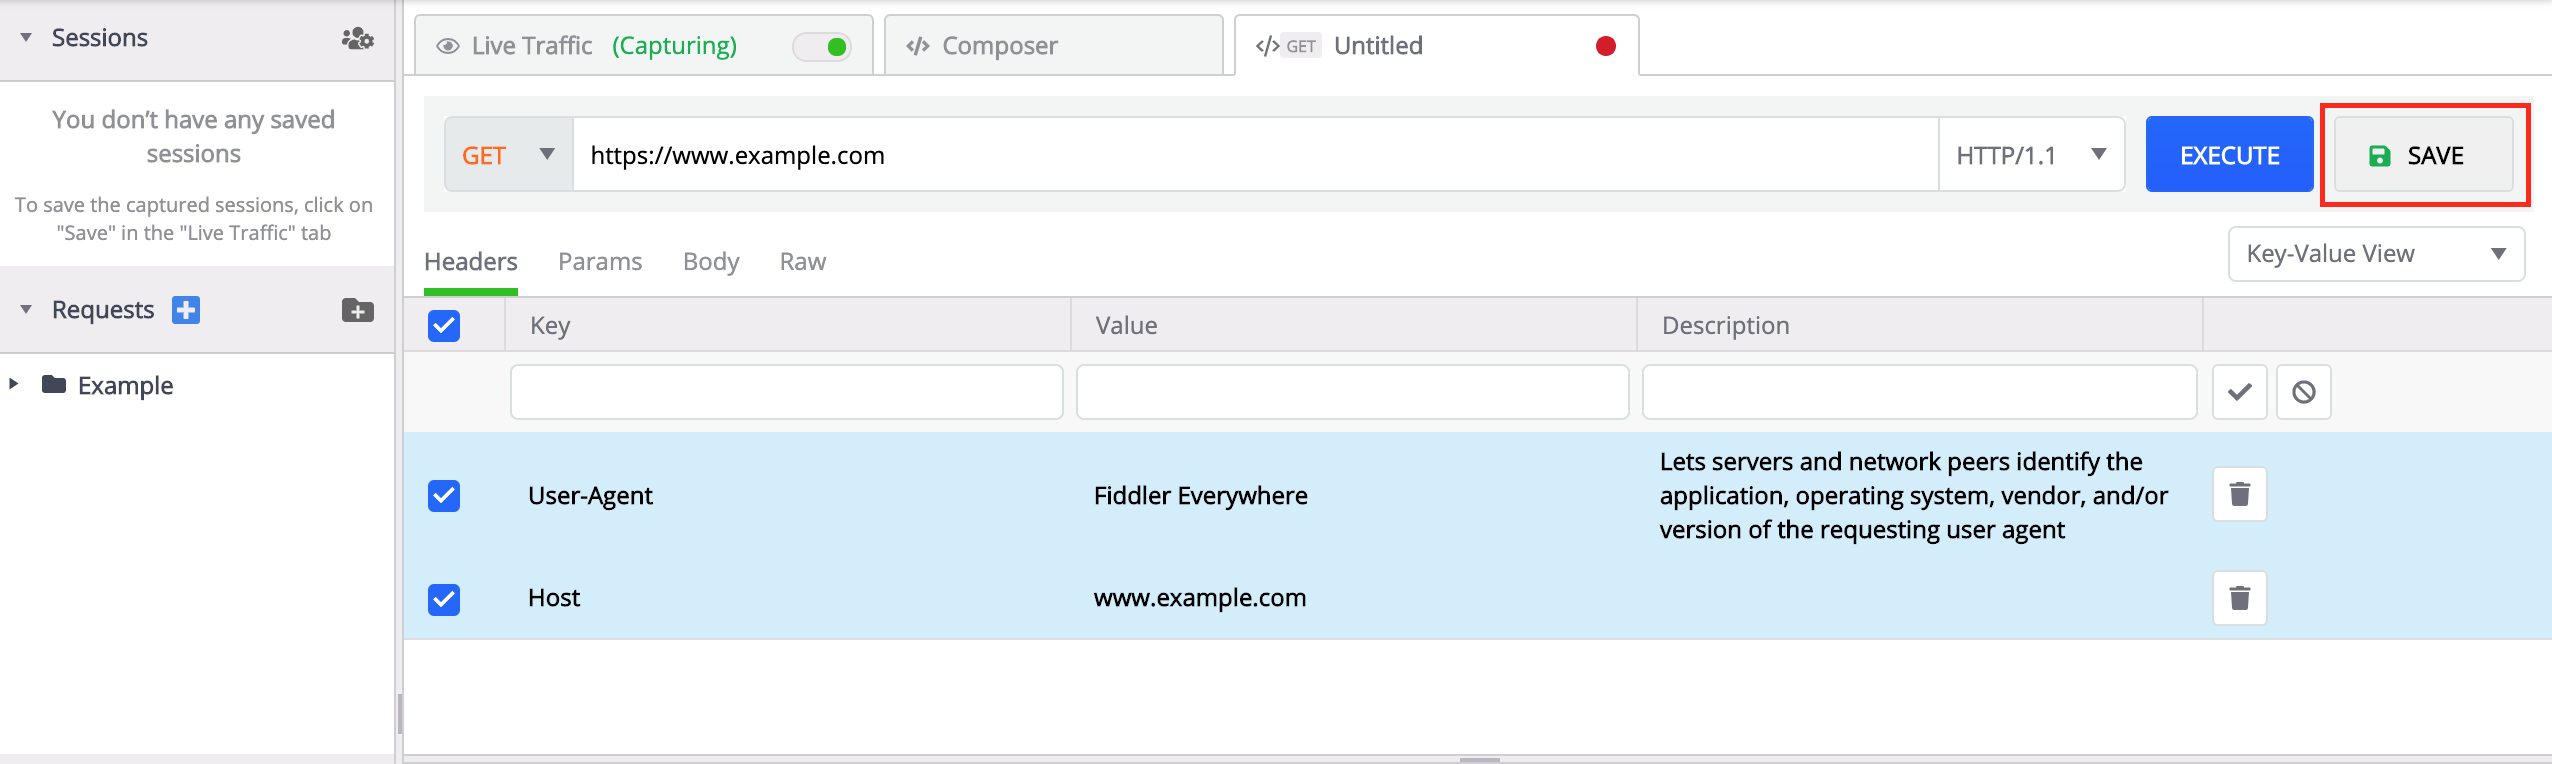 Sessions
You don't have any saved
sessions
To save the captured sessions, click on
"Save" in the "Live Traffic" tab
Requests
Example
Live Traffic (Capturing)
</> Composer
</> GET Untitled
GET
https://www.example.com
HTTP/1.1
EXECUTE
SAVE
Headers Params Body Raw
Key-Value View
Key Value Description
User-Agent
Fiddler Everywhere
Lets servers and network peers identify the
application, operating system, vendor, and/or
version of the requesting user agent
Host
www.example.com